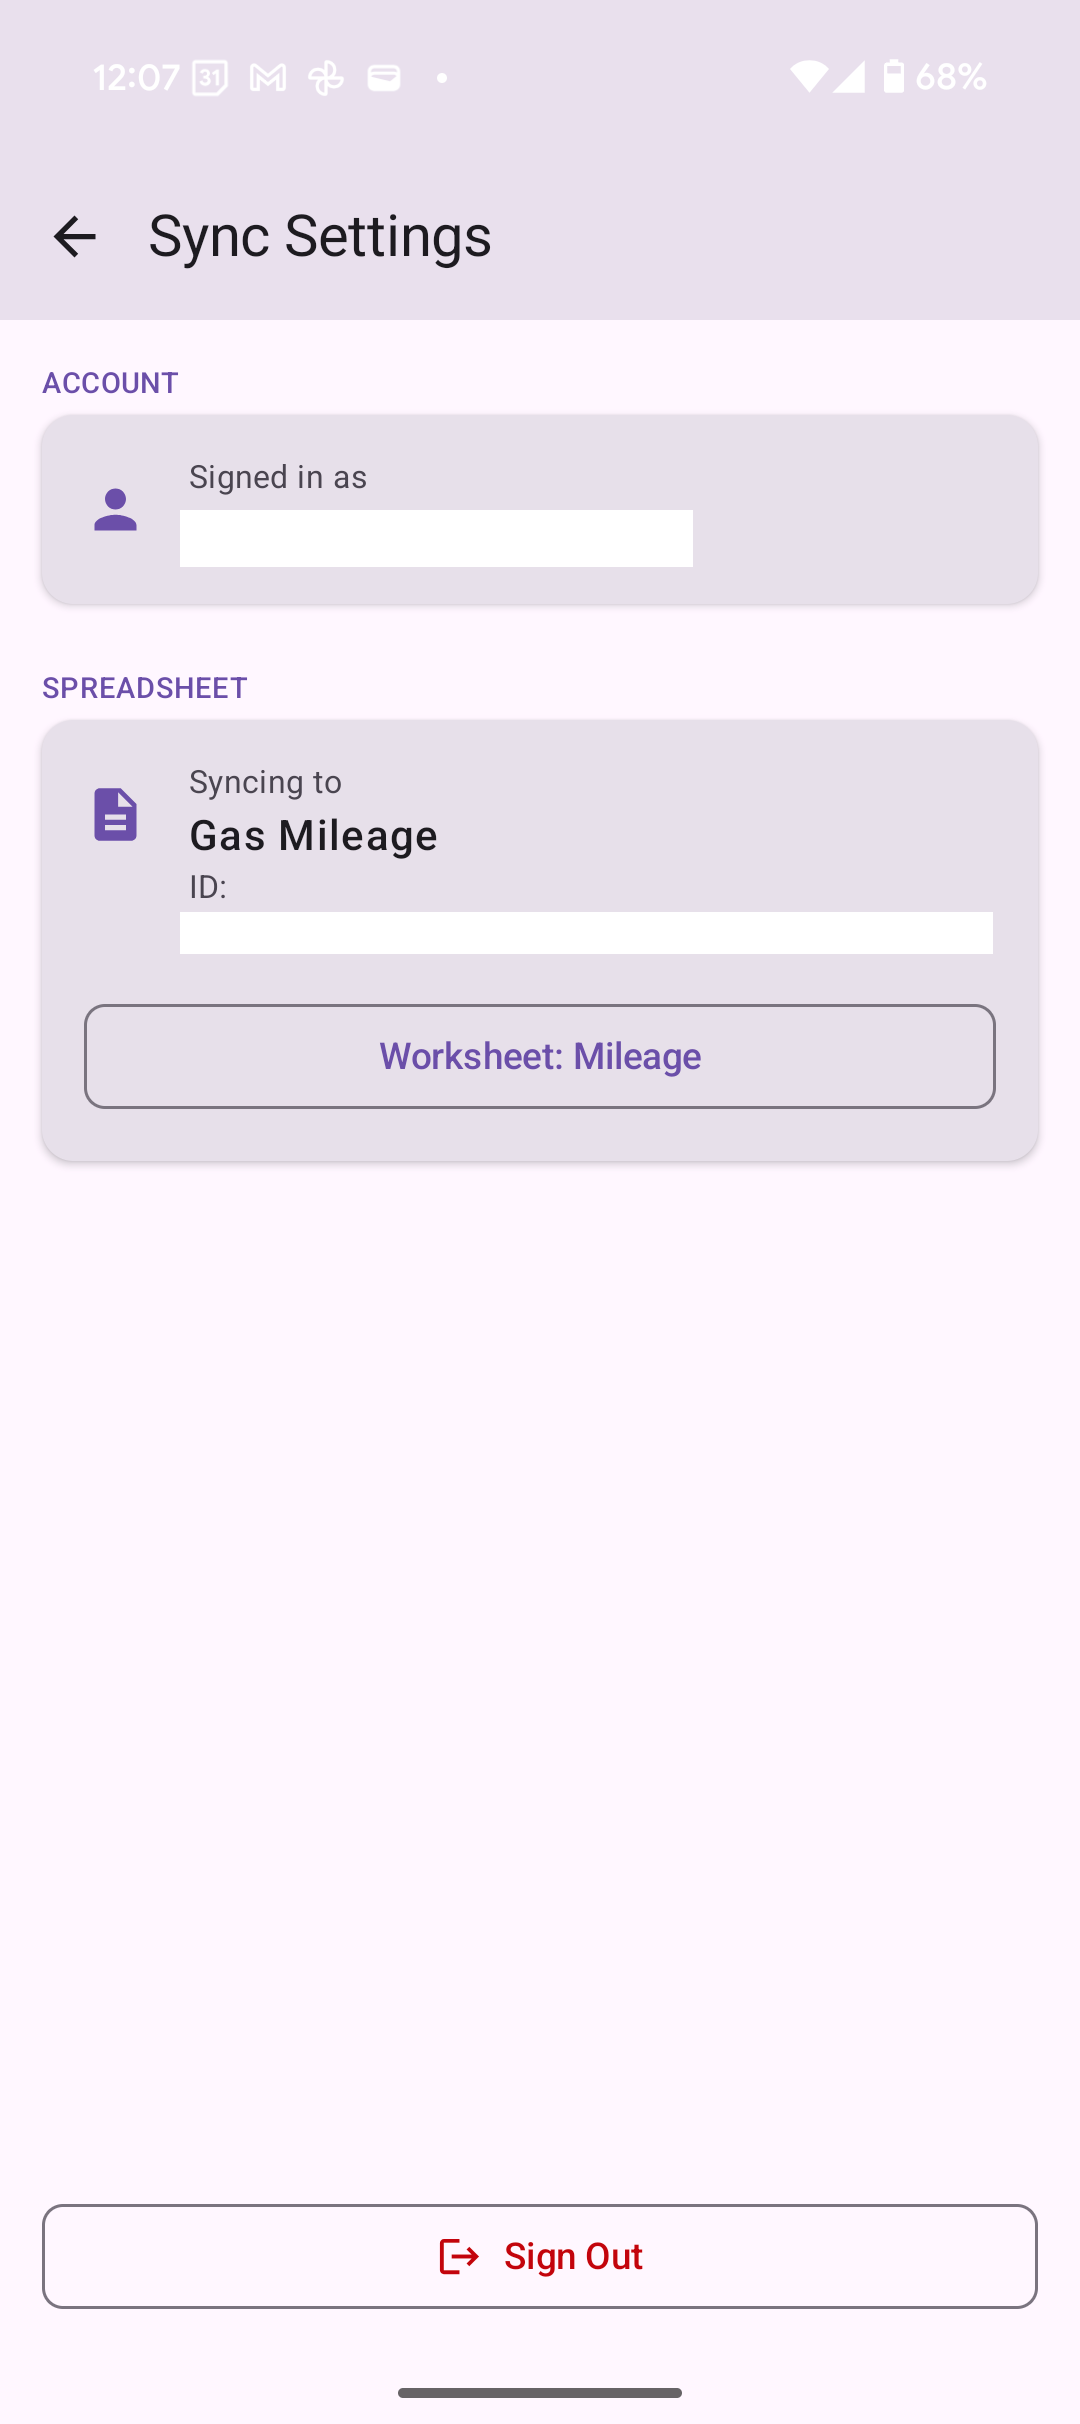 12:07 31 68%
Sync Settings
ACCOUNT
Signed in as
SPREADSHEET
Syncing to
Gas Mileage
ID:
Worksheet: Mileage
Sign Out